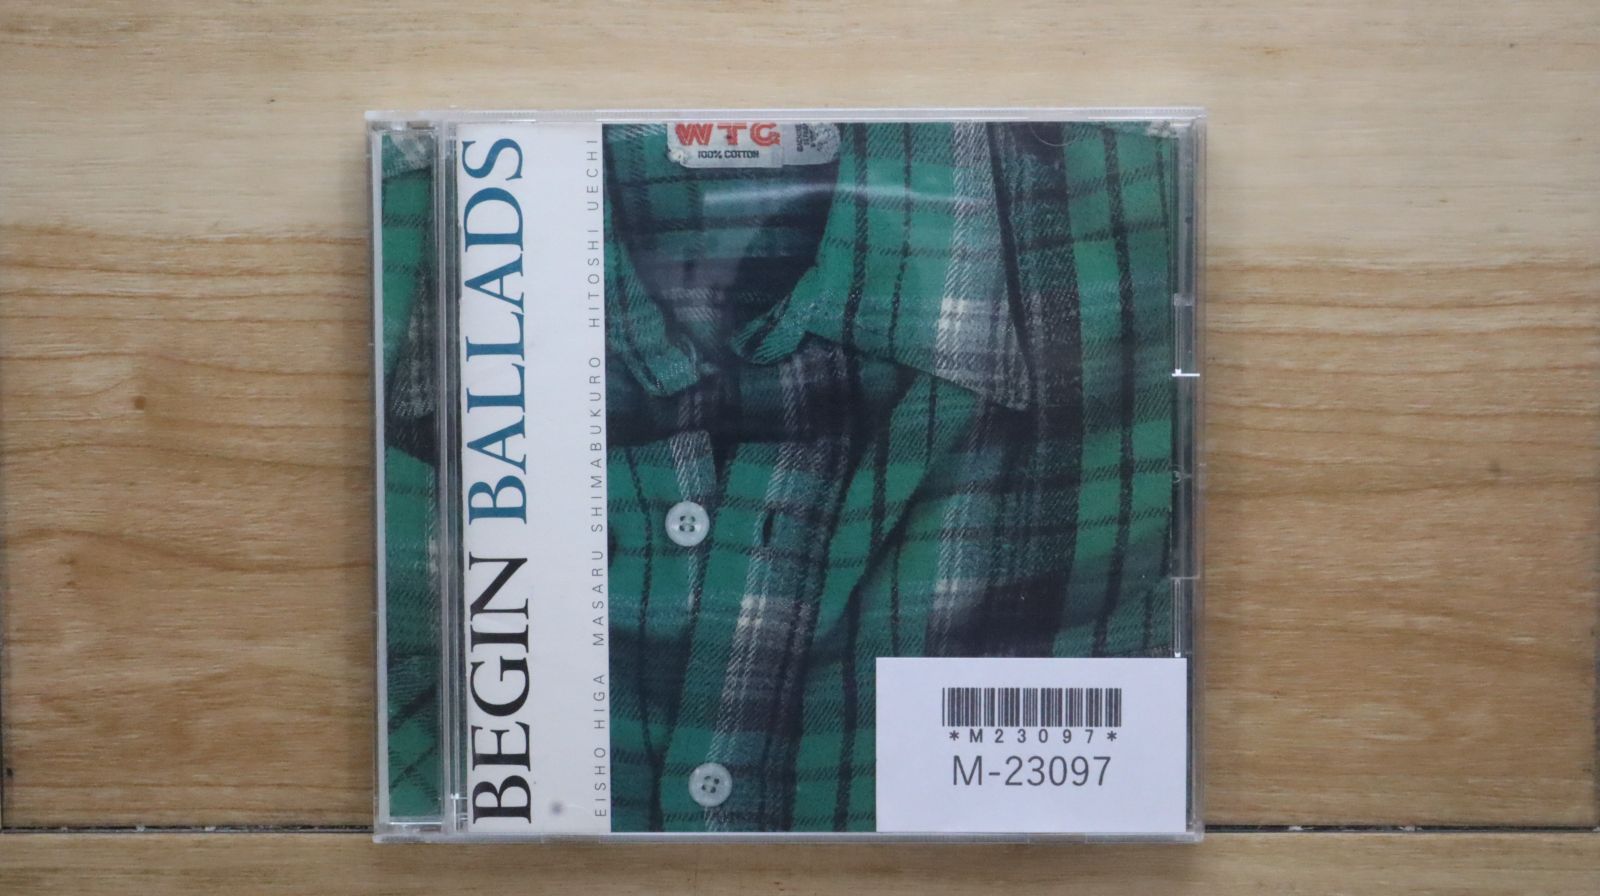 BEGIN BALLADS
EISHO HIGA MASARU SHIMABUKURO HITOSHI UECHI
WTG
100% COTTON
*M23097*
M-23097